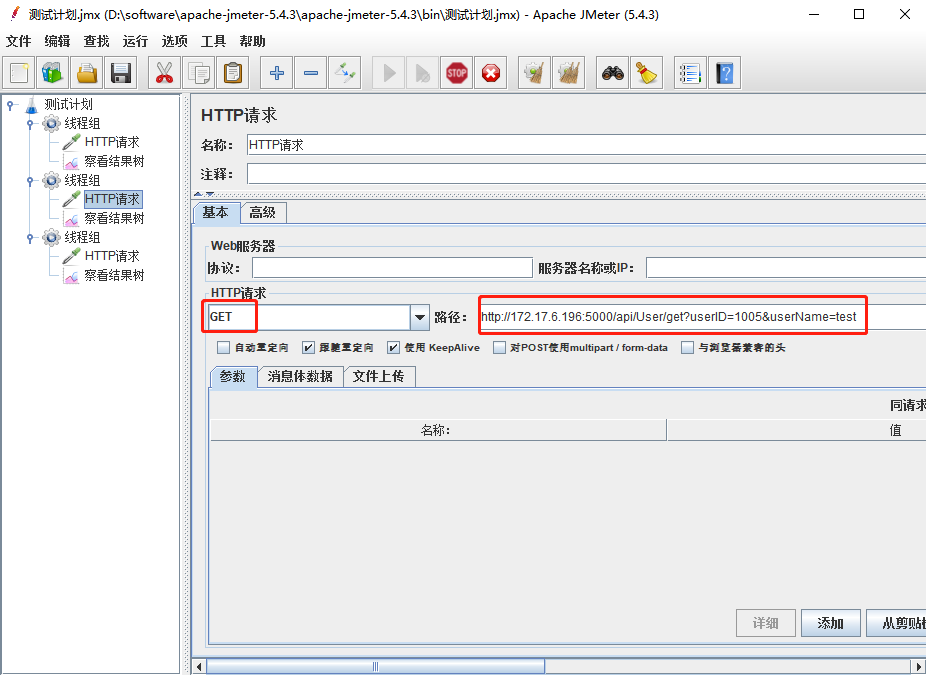 测试计划.jmx (D:\software\apache-jmeter-5.4.3\apache-jmeter-5.4.3\bin\测试计划.jmx) - Apache JMeter (5.4.3)
文件 编辑 查找 运行 选项 工具 帮助
STOP
测试计划
线程组
HTTP请求
察看结果树
线程组
HTTP请求
察看结果树
线程组
HTTP请求
察看结果树
HTTP请求
名称： HTTP请求
注释：
基本 高级
Web服务器
协议： 服务器名称或IP：
HTTP请求
GET 路径： http://172.17.6.196:5000/api/User/get?userID=1005&userName=test
自动重定向 跟随重定向 使用 KeepAlive 对POST使用multipart / form-data 与浏览器兼容的头
参数 消息体数据 文件上传
同请求
名称： 值
详细 添加 从剪贴